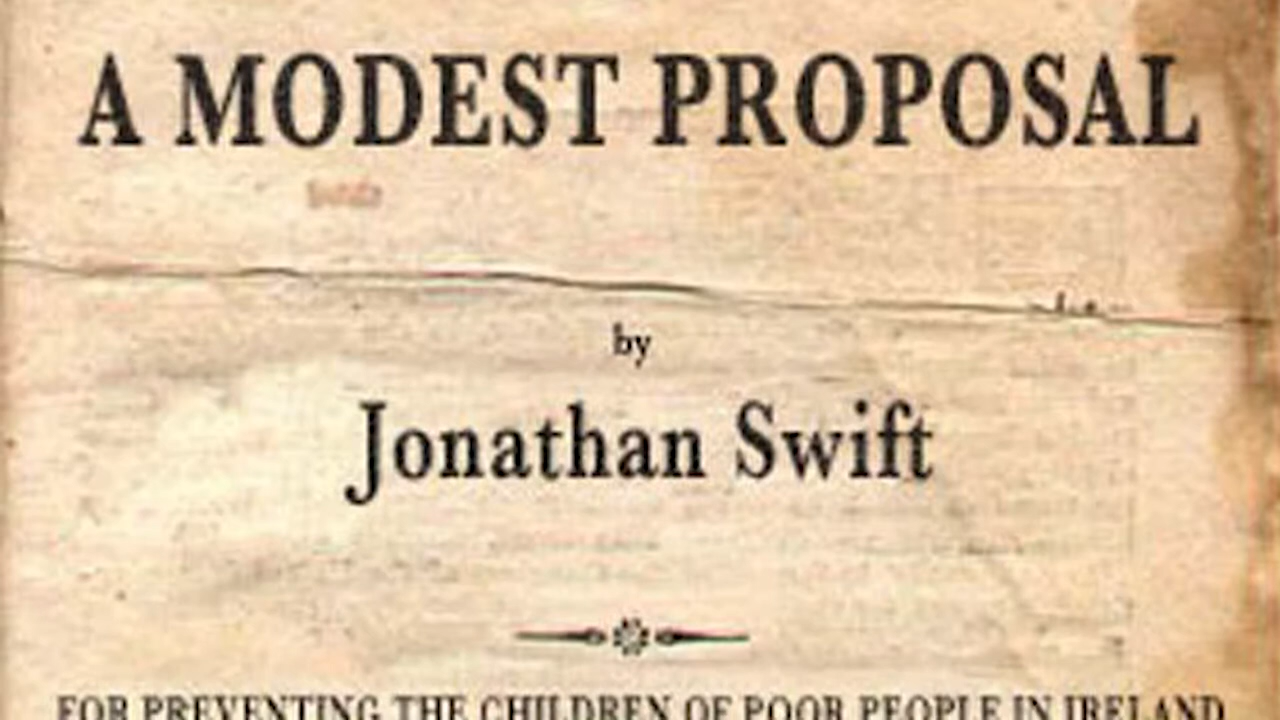 A MODEST PROPOSAL
by
Jonathan Swift
FOR PREVENTING THE CHILDREN OF POOR PEOPLE IN IRELAND